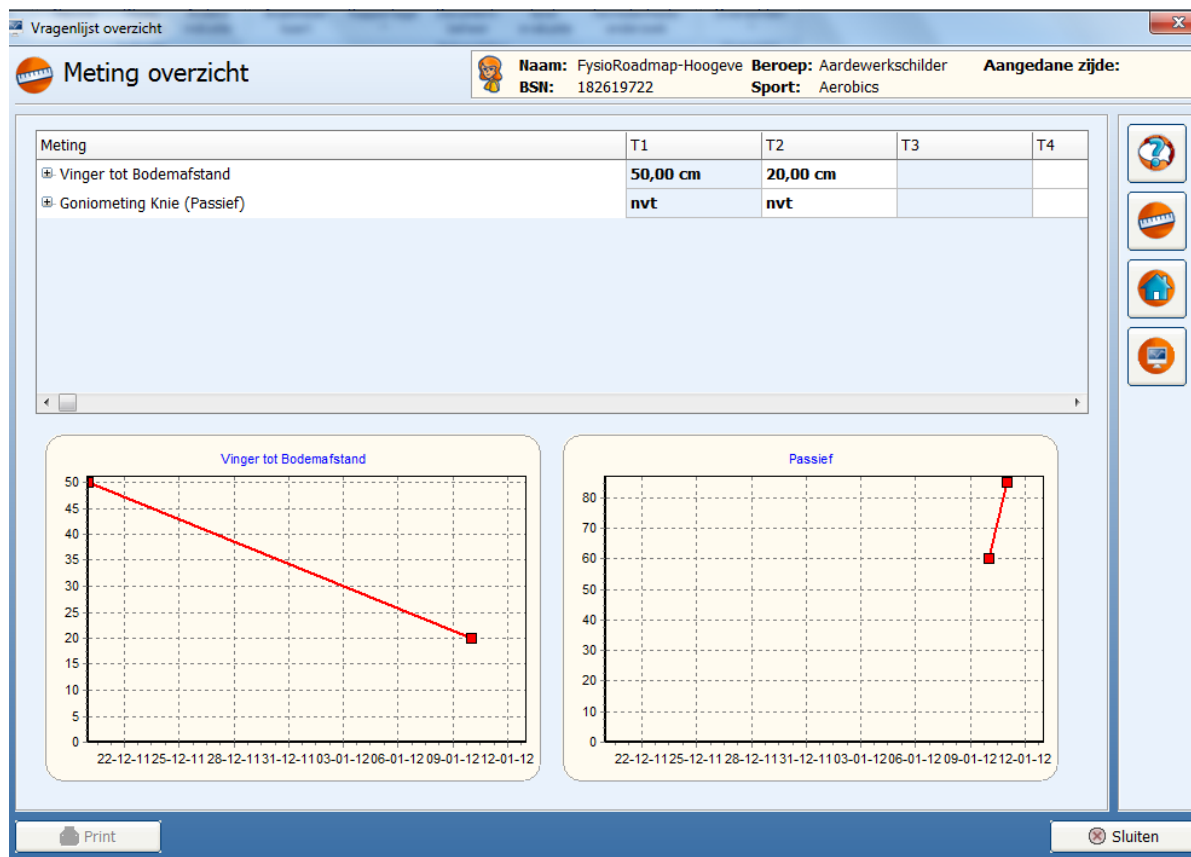 Vragenlijst overzicht
Meting overzicht
Naam: FysioRoadmap-Hoogeve Beroep: Aardewerkschilder Aangedane zijde:
BSN: 182619722 Sport: Aerobics
Meting T1 T2 T3 T4
Vinger tot Bodemafstand 50,00 cm 20,00 cm
Goniometing Knie (Passief) nvt nvt
Vinger tot Bodemafstand
50
45
40
35
30
25
20
15
10
5
0
22-12-11 25-12-11 28-12-11 31-12-11 03-01-12 06-01-12 09-01-12 12-01-12
Passief
80
70
60
50
40
30
20
10
0
22-12-11 25-12-11 28-12-11 31-12-11 03-01-12 06-01-12 09-01-12 12-01-12
Print
Sluiten